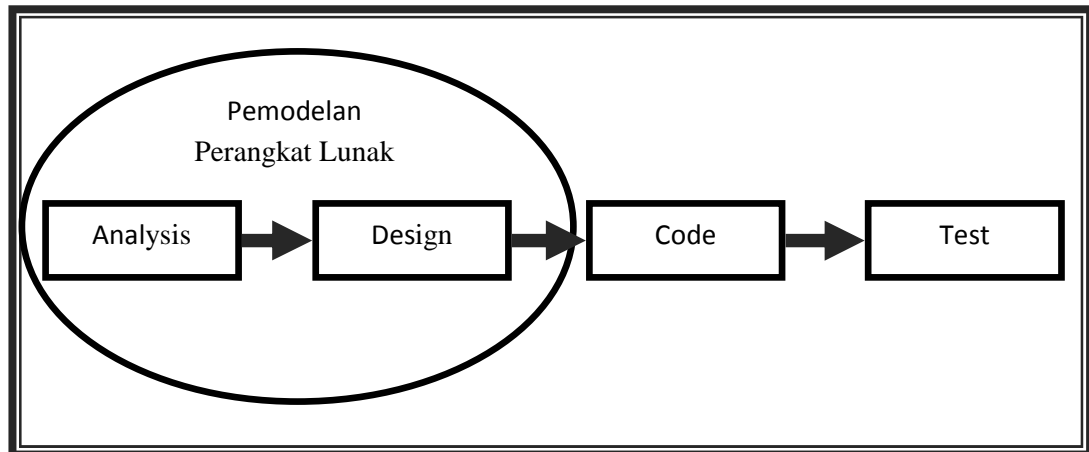 Pemodelan
Perangkat Lunak
Analysis
Design
Code
Test